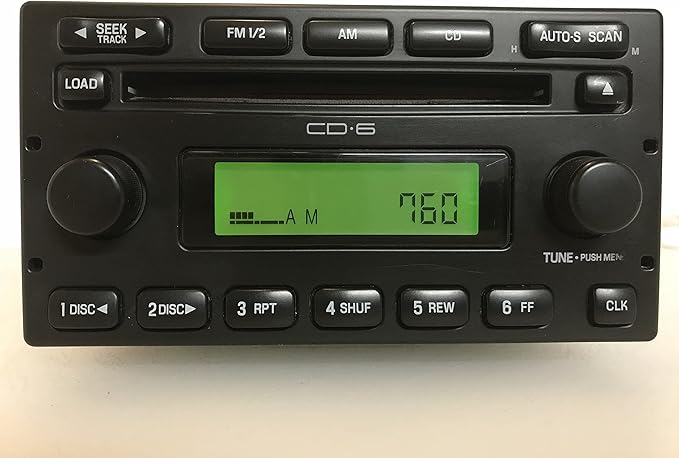 ◄ SEEK ►
TRACK
FM 1/2
AM
CD
H
AUTO-S SCAN
M
LOAD
CD·6
AM
760
TUNE • PUSH MENU
1 DISC◄
2 DISC►
3 RPT
4 SHUF
5 REW
6 FF
CLK